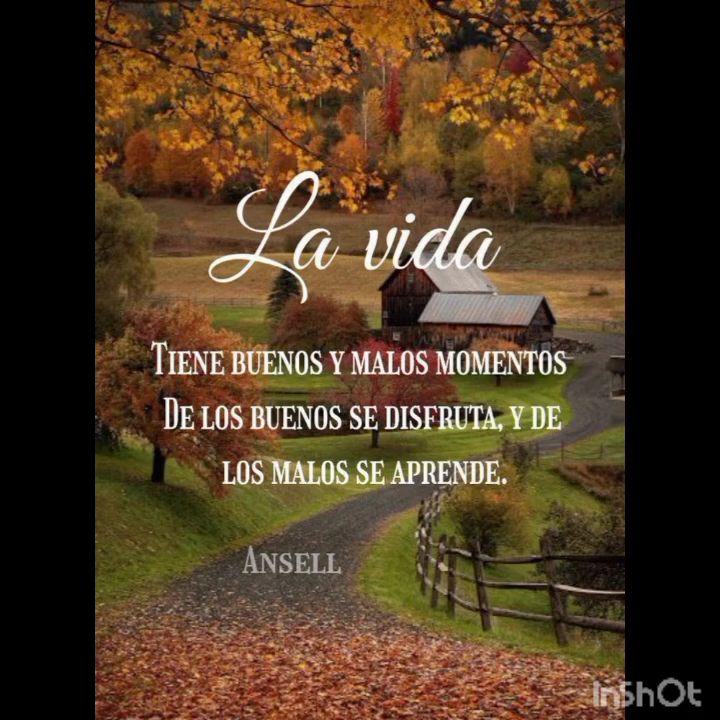 La vida
Tiene buenos y malos momentos
De los buenos se disfruta, y de
los malos se aprende.
Ansell
InShOt